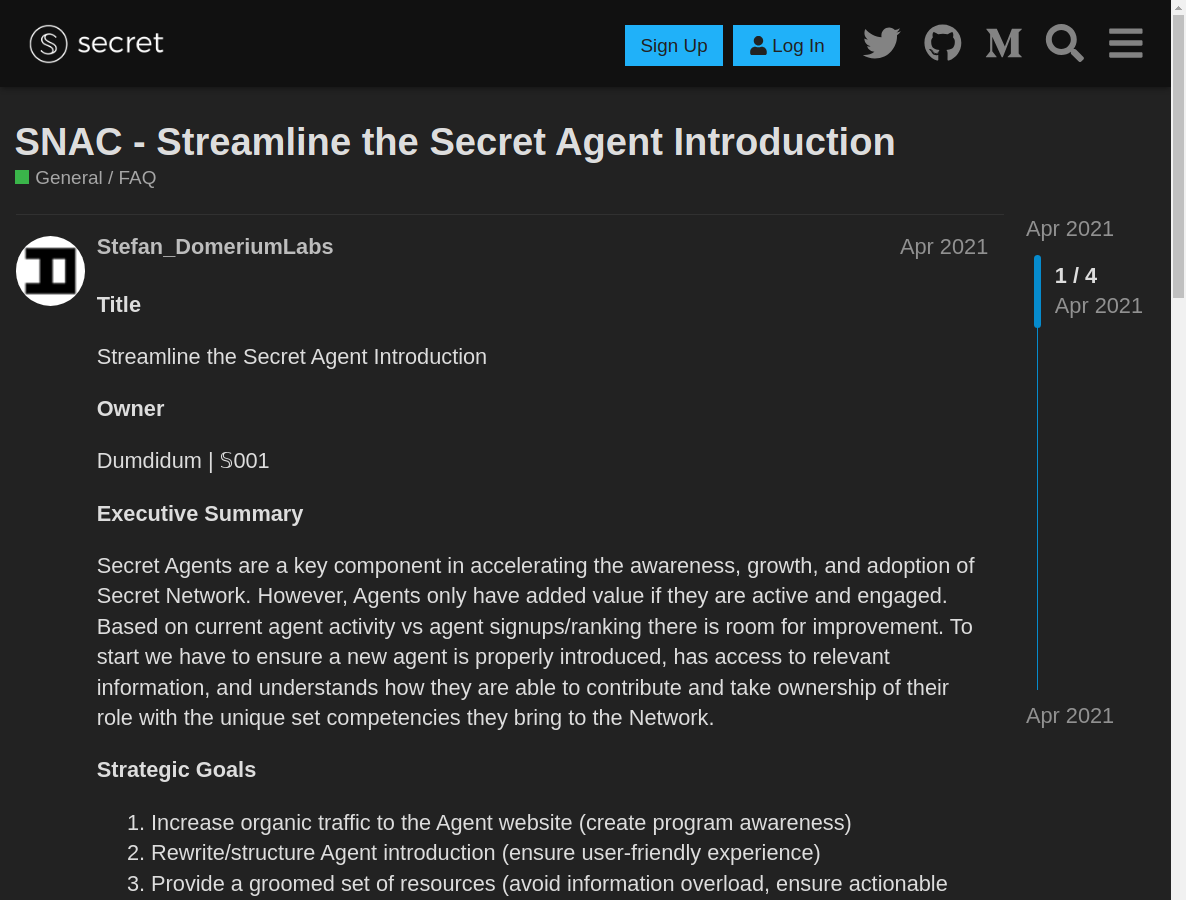 secret
Sign Up
Log In
SNAC - Streamline the Secret Agent Introduction
General / FAQ
Stefan_DomeriumLabs
Apr 2021
Apr 2021
1 / 4
Apr 2021
Apr 2021
Title
Streamline the Secret Agent Introduction
Owner
Dumdidum | 𝕊001
Executive Summary
Secret Agents are a key component in accelerating the awareness, growth, and adoption of
Secret Network. However, Agents only have added value if they are active and engaged.
Based on current agent activity vs agent signups/ranking there is room for improvement. To
start we have to ensure a new agent is properly introduced, has access to relevant
information, and understands how they are able to contribute and take ownership of their
role with the unique set competencies they bring to the Network.
Strategic Goals
1. Increase organic traffic to the Agent website (create program awareness)
2. Rewrite/structure Agent introduction (ensure user-friendly experience)
3. Provide a groomed set of resources (avoid information overload, ensure actionable